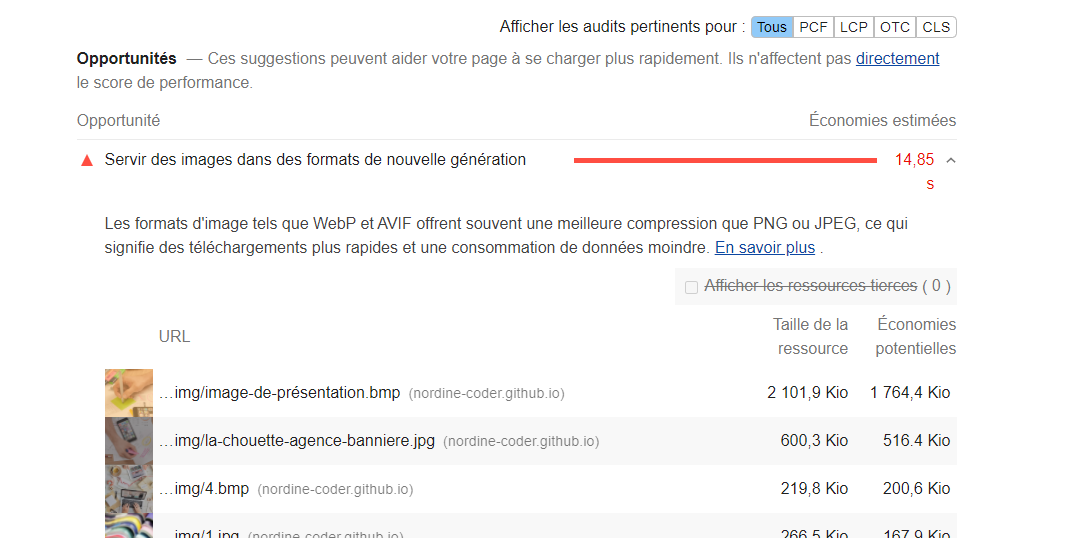 Afficher les audits pertinents pour : Tous PCF LCP OTC CLS
Opportunités — Ces suggestions peuvent aider votre page à se charger plus rapidement. Ils n'affectent pas directement
le score de performance.
Opportunité Économies estimées
Servir des images dans des formats de nouvelle génération 14,85
s
Les formats d'image tels que WebP et AVIF offrent souvent une meilleure compression que PNG ou JPEG, ce qui
signifie des téléchargements plus rapides et une consommation de données moindre. En savoir plus .
Afficher les ressources tierces ( 0 )
URL Taille de la ressource Économies potentielles
…img/image-de-présentation.bmp (nordine-coder.github.io) 2 101,9 Kio 1 764,4 Kio
…img/la-chouette-agence-banniere.jpg (nordine-coder.github.io) 600,3 Kio 516.4 Kio
…img/4.bmp (nordine-coder.github.io) 219,8 Kio 200,6 Kio
…img/1.jpg (nordine-coder.github.io) 266,5 Kio 167,9 Kio